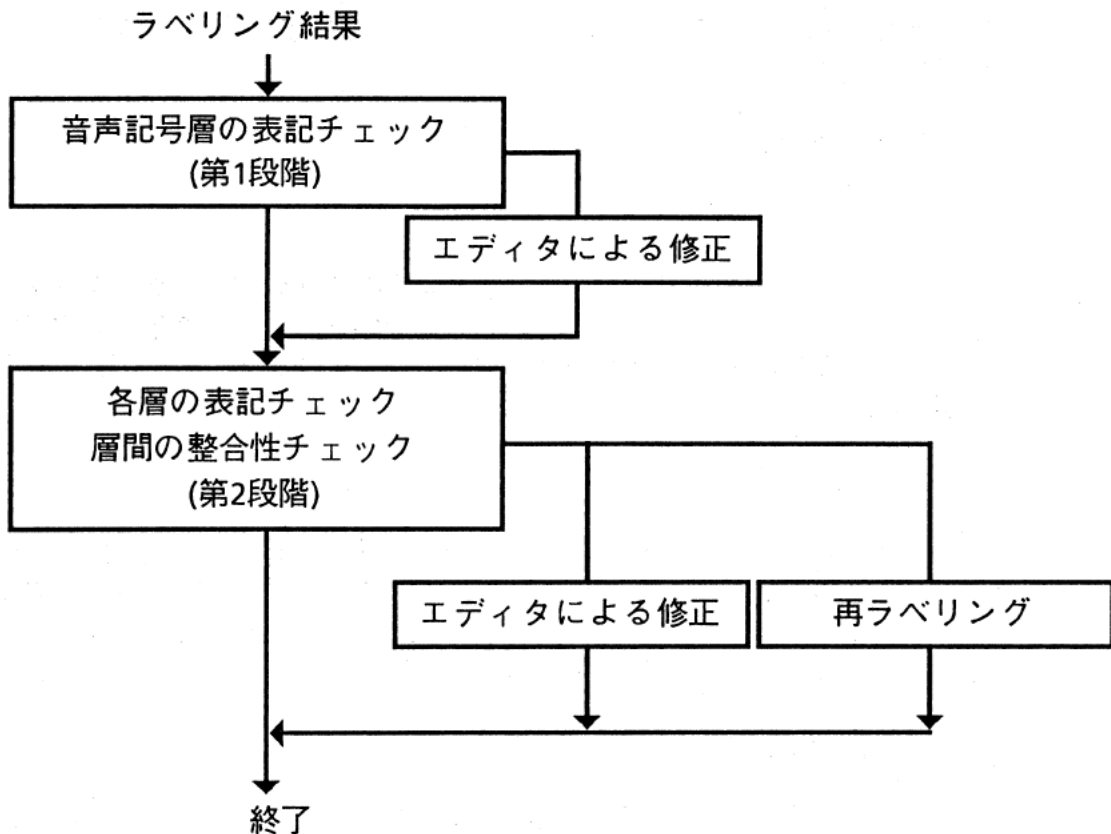 ラベリング結果
音声記号層の表記チェック
(第1段階)
エディタによる修正
各層の表記チェック
層間の整合性チェック
(第2段階)
エディタによる修正
再ラベリング
終了